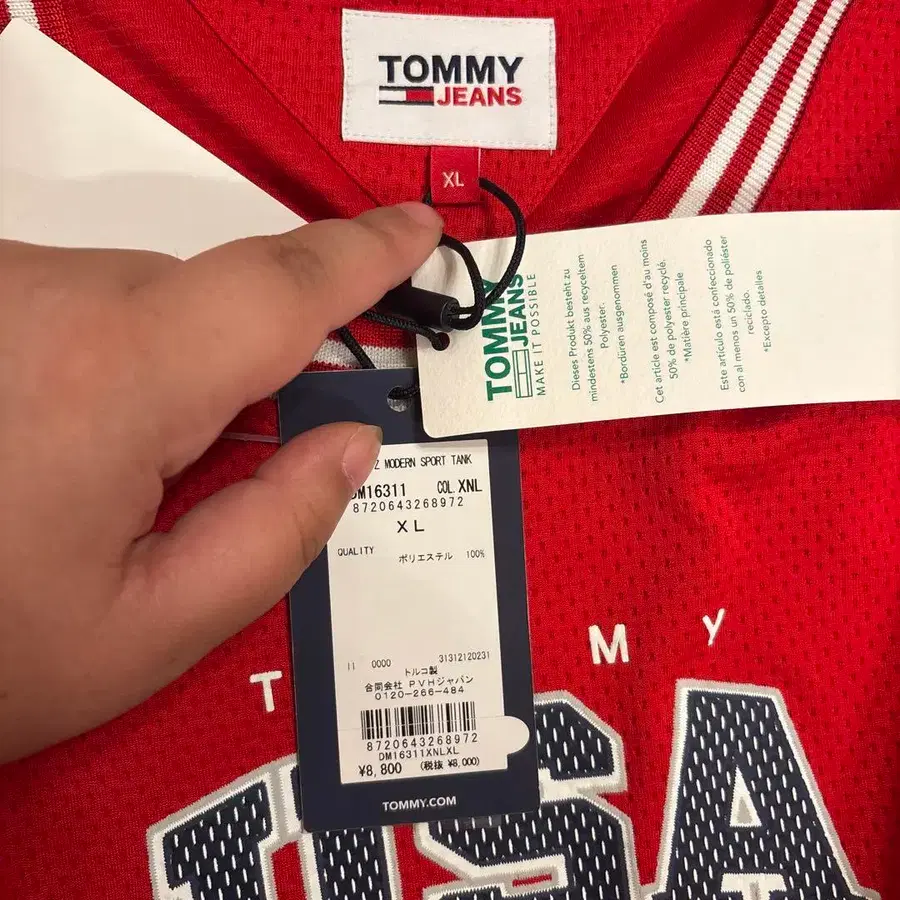 TOMMY
JEANS
XL
TOMMY
JEANS
MAKE IT POSSIBLE
Dieses Produkt besteht zu
mindestens 50% aus recyceltem
Polyester.
*Bordüren ausgenommen
Cet article est composé d'au moins
50% de polyester recyclé.
*Matière principale
Este artículo está confeccionado
con al menos un 50% de poliéster
reciclado.
*Excepto detalles
MODERN SPORT TANK
DM16311 COL.XNL
8720643268972
XL
QUALITY ポリエステル 100%
11 0000 31312120231
トルコ製
合同会社 PVHジャパン
0120-266-484
8720643268972
DM16311XNLXL
¥8,800 (税抜 ¥8,000)
TOMMY.COM
T M Y
USA